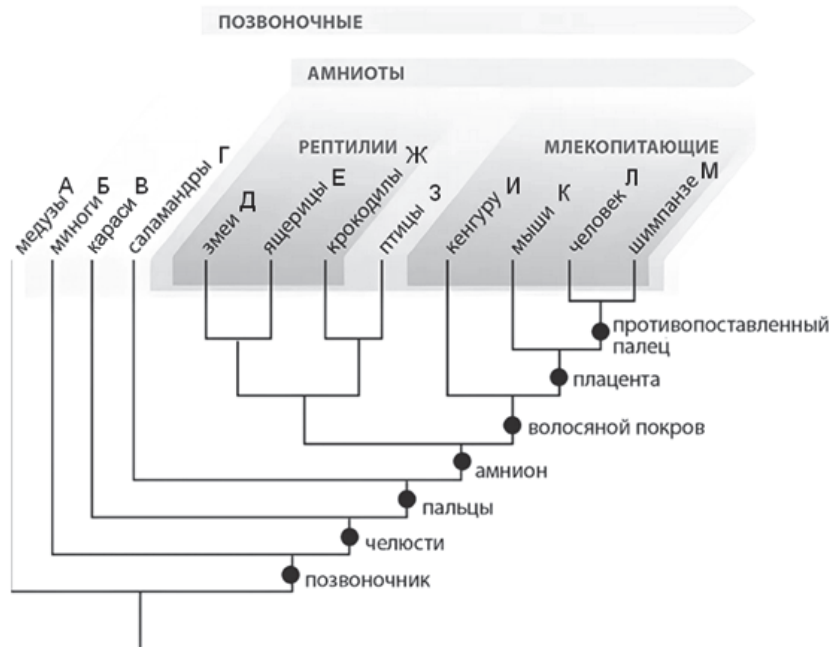 ПОЗВОНОЧНЫЕ
АМНИОТЫ
РЕПТИЛИИ
МЛЕКОПИТАЮЩИЕ
медузы А
миноги Б
караси В
саламандры Г
змеи Д
ящерицы Е
крокодилы Ж
птицы З
кенгуру И
мыши К
человек Л
шимпанзе М
противопоставленный
палец
плацента
волосяной покров
амнион
пальцы
челюсти
позвоночник